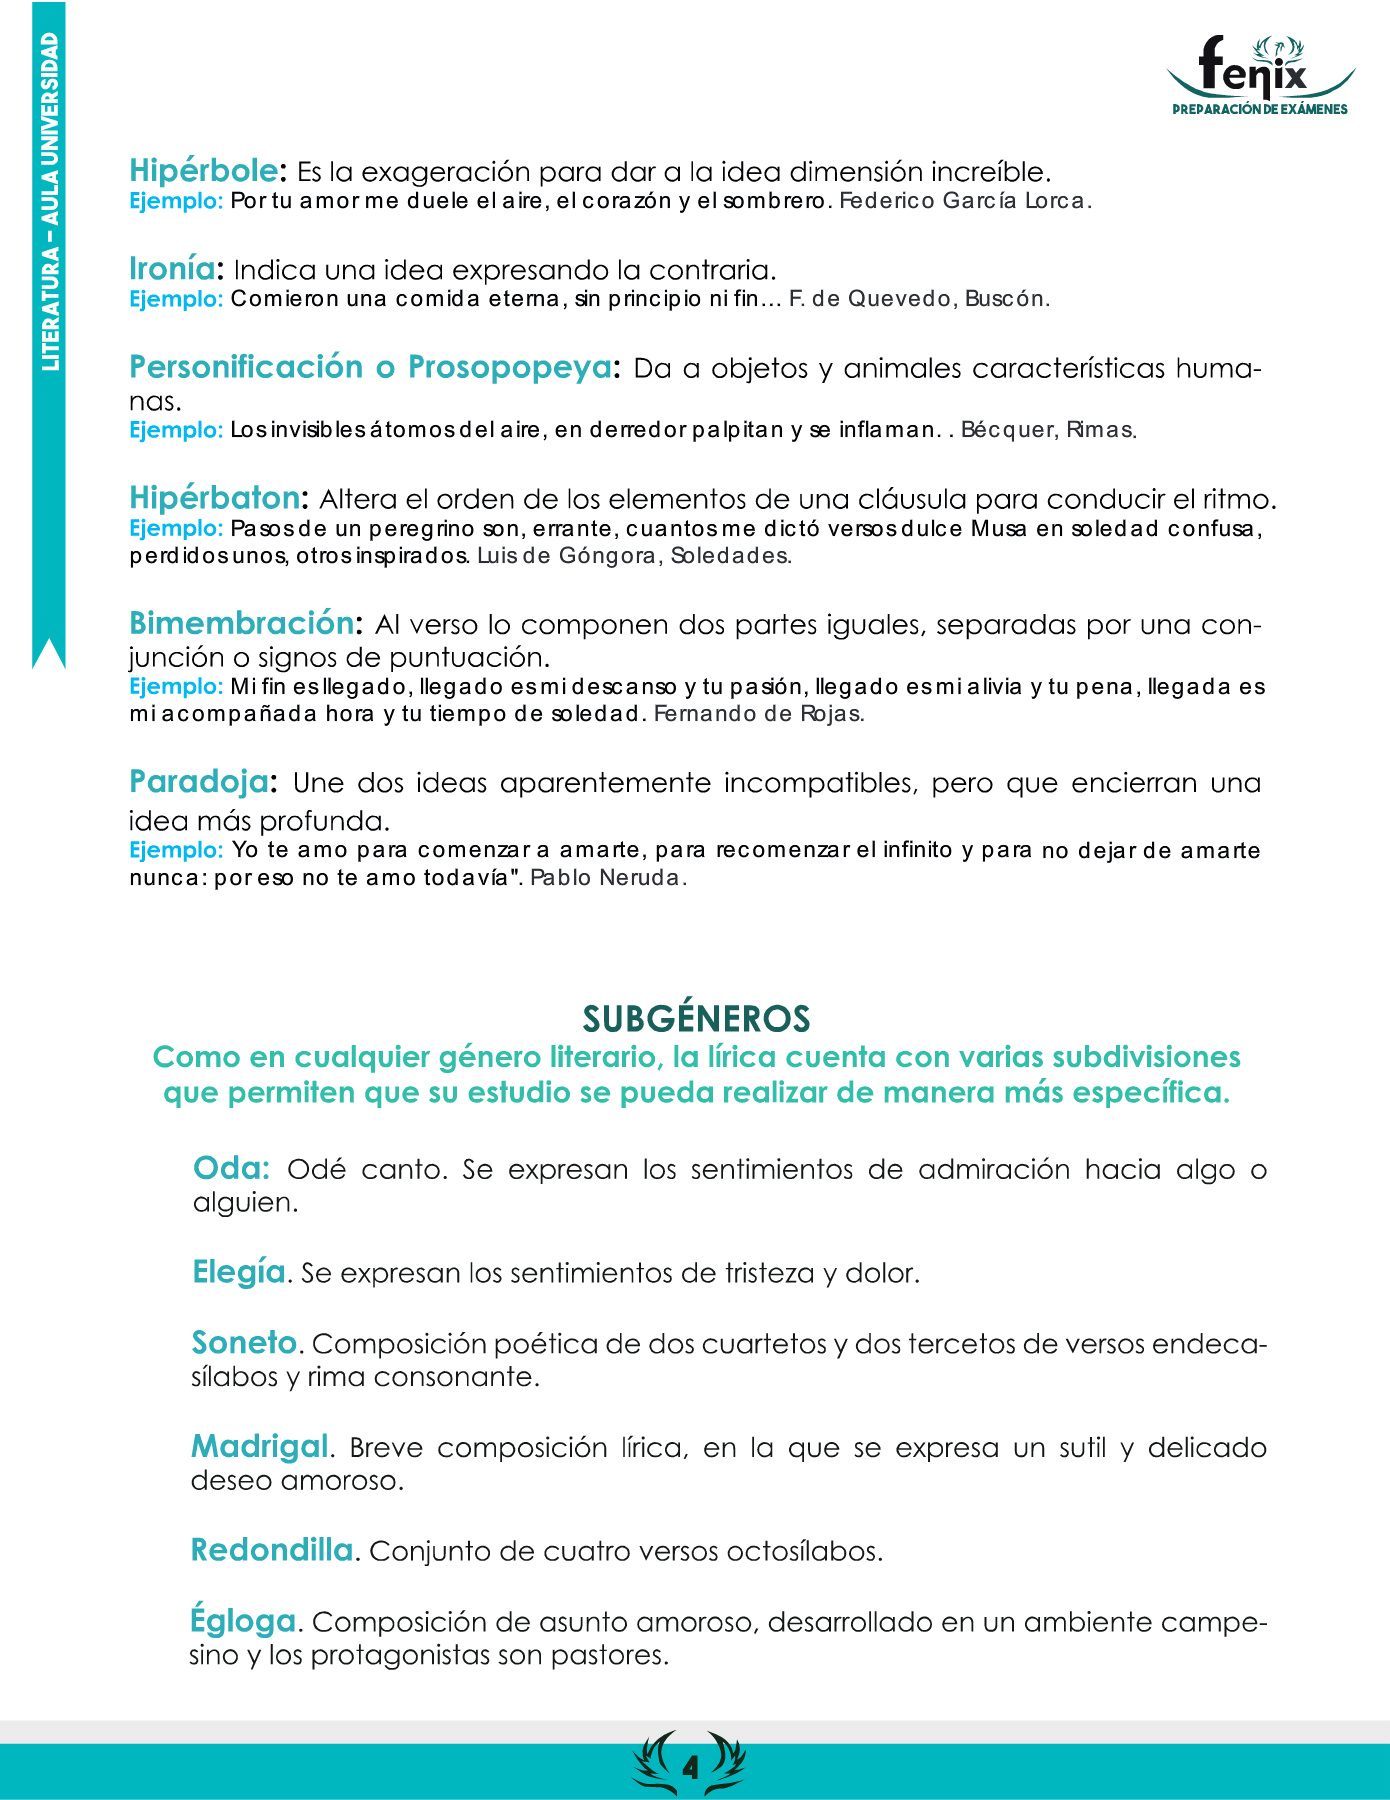 LITERATURA – AULA UNIVERSIDAD
fenix
PREPARACIÓN DE EXÁMENES
Hipérbole: Es la exageración para dar a la idea dimensión increíble.
Ejemplo: Por tu amor me duele el aire, el corazón y el sombrero. Federico García Lorca.
Ironía: Indica una idea expresando la contraria.
Ejemplo: Comieron una comida eterna, sin principio ni fin... F. de Quevedo, Buscón.
Personificación o Prosopopeya: Da a objetos y animales características huma-
nas.
Ejemplo: Los invisibles átomos del aire, en derredor palpitan y se inflaman. . Bécquer, Rimas.
Hipérbaton: Altera el orden de los elementos de una cláusula para conducir el ritmo.
Ejemplo: Pasos de un peregrino son, errante, cuantos me dictó versos dulce Musa en soledad confusa,
perdidos unos, otros inspirados. Luis de Góngora, Soledades.
Bimembración: Al verso lo componen dos partes iguales, separadas por una con-
junción o signos de puntuación.
Ejemplo: Mi fin es llegado, llegado es mi descanso y tu pasión, llegado es mi alivia y tu pena, llegada es
mi acompañada hora y tu tiempo de soledad. Fernando de Rojas.
Paradoja: Une dos ideas aparentemente incompatibles, pero que encierran una
idea más profunda.
Ejemplo: Yo te amo para comenzar a amarte, para recomenzar el infinito y para no dejar de amarte
nunca: por eso no te amo todavía". Pablo Neruda.
SUBGÉNEROS
Como en cualquier género literario, la lírica cuenta con varias subdivisiones
que permiten que su estudio se pueda realizar de manera más específica.
Oda: Odé canto. Se expresan los sentimientos de admiración hacia algo o
alguien.
Elegía. Se expresan los sentimientos de tristeza y dolor.
Soneto. Composición poética de dos cuartetos y dos tercetos de versos endeca-
sílabos y rima consonante.
Madrigal. Breve composición lírica, en la que se expresa un sutil y delicado
deseo amoroso.
Redondilla. Conjunto de cuatro versos octosílabos.
Égloga. Composición de asunto amoroso, desarrollado en un ambiente campe-
sino y los protagonistas son pastores.
4